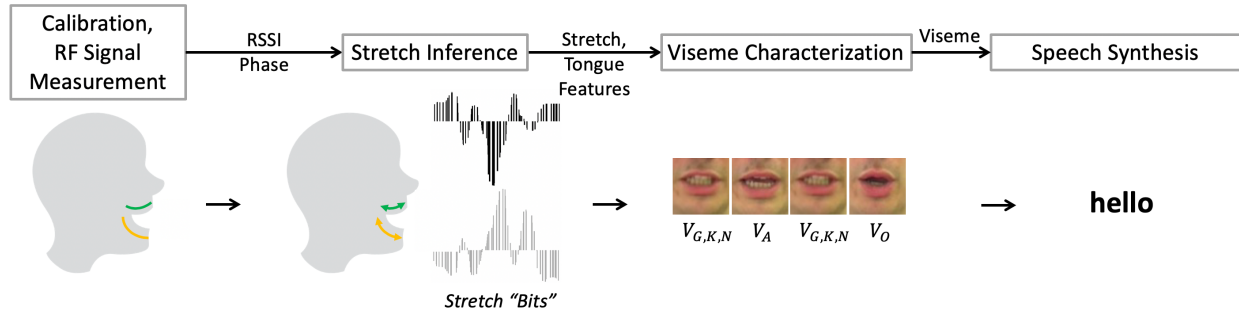 Calibration,
RF Signal
Measurement
RSSI
Phase
Stretch Inference
Stretch,
Tongue
Features
Viseme Characterization
Viseme
Speech Synthesis
Stretch "Bits"
V_{G,K,N} V_A V_{G,K,N} V_O
hello